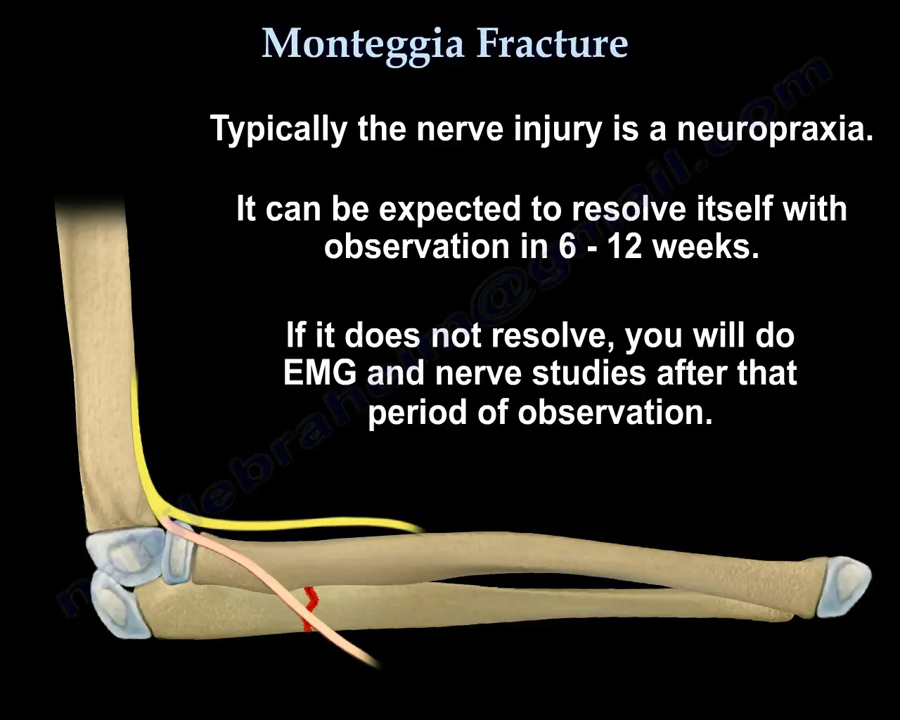 Monteggia Fracture
Typically the nerve injury is a neuropraxia.
It can be expected to resolve itself with
observation in 6 - 12 weeks.
If it does not resolve, you will do
EMG and nerve studies after that
period of observation.